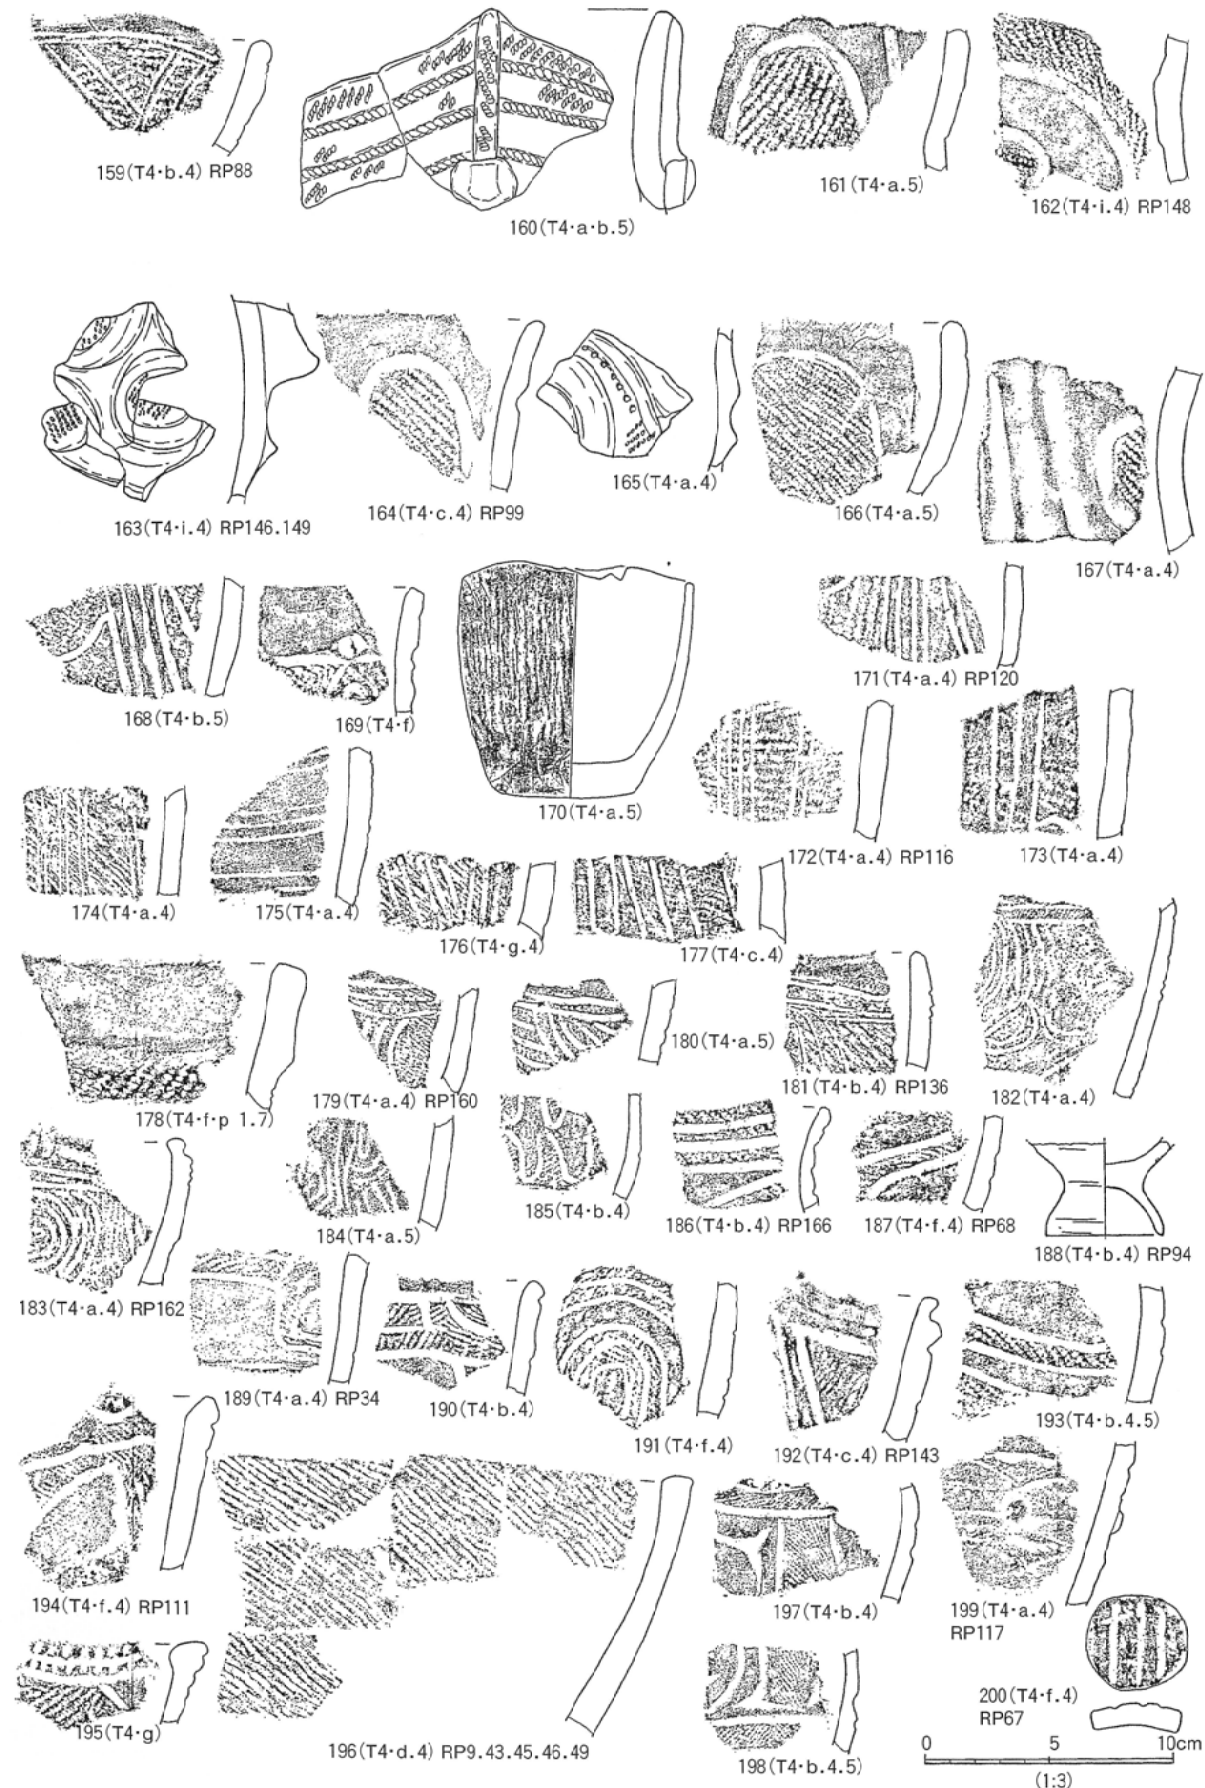 159(T4·b.4) RP88
160(T4·a·b.5)
161(T4·a.5)
162(T4·i.4) RP148
163(T4·i.4) RP146.149
164(T4·c.4) RP99
165(T4·a.4)
166(T4·a.5)
167(T4·a.4)
168(T4·b.5)
169(T4·f)
170(T4·a.5)
171(T4·a.4) RP120
172(T4·a.4) RP116
173(T4·a.4)
174(T4·a.4)
175(T4·a.4)
176(T4·g.4)
177(T4·c.4)
178(T4·f·p 1.7)
179(T4·a.4) RP160
180(T4·a.5)
181(T4·b.4) RP136
182(T4·a.4)
183(T4·a.4) RP162
184(T4·a.5)
185(T4·b.4)
186(T4·b.4) RP166
187(T4·f.4) RP68
188(T4·b.4) RP94
189(T4·a.4) RP34
190(T4·b.4)
191(T4·f.4)
192(T4·c.4) RP143
193(T4·b.4.5)
194(T4·f.4) RP111
195(T4·g)
196(T4·d.4) RP9.43.45.46.49
197(T4·b.4)
198(T4·b.4.5)
199(T4·a.4)
RP117
200(T4·f.4)
RP67
0 5 10cm
(1:3)